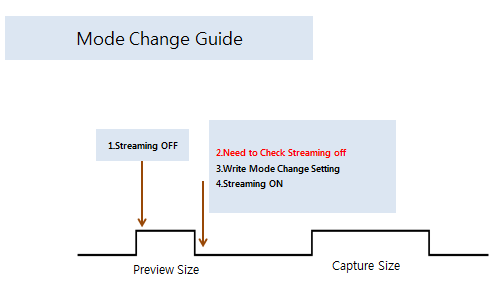 Mode Change Guide
1.Streaming OFF
2.Need to Check Streaming off
3.Write Mode Change Setting
4.Streaming ON
Preview Size
Capture Size